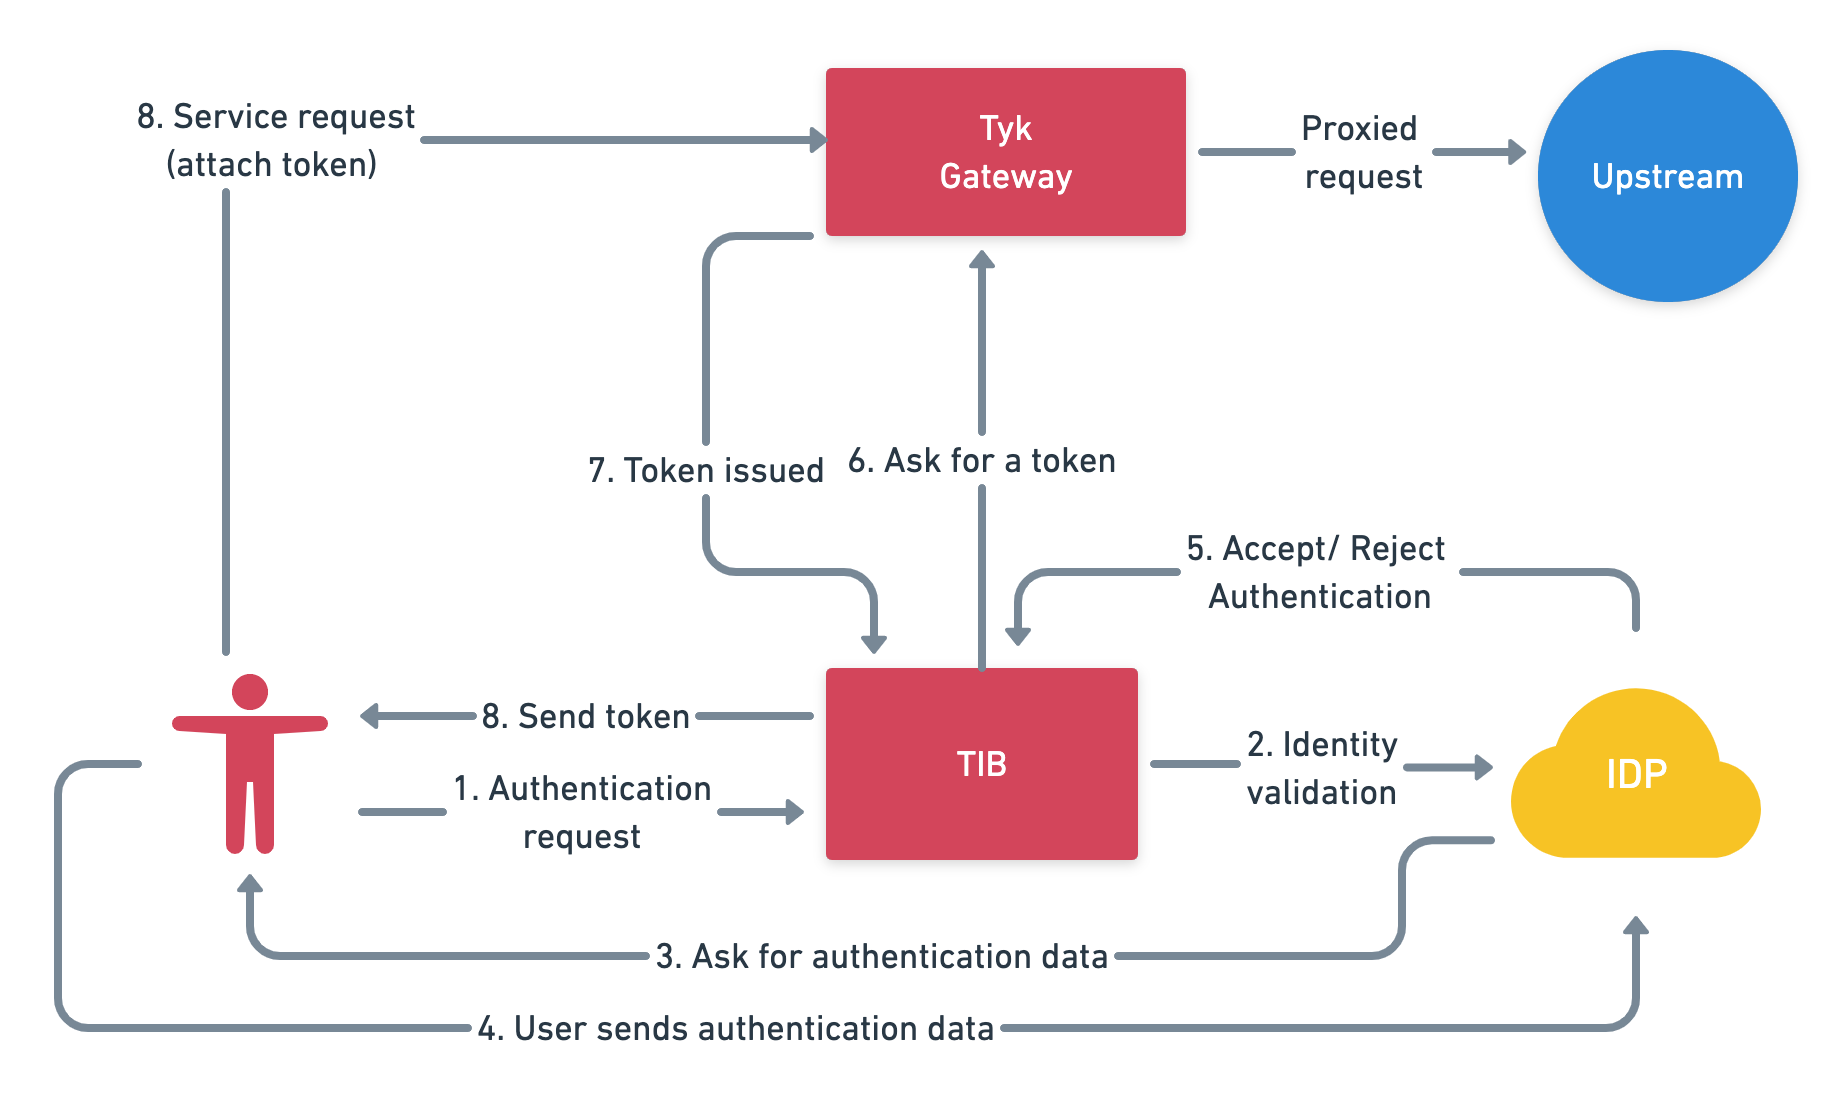 8. Service request
(attach token)
Tyk
Gateway
Proxied
request
Upstream
7. Token issued
6. Ask for a token
5. Accept/ Reject
Authentication
8. Send token
1. Authentication
request
TIB
2. Identity
validation
IDP
3. Ask for authentication data
4. User sends authentication data